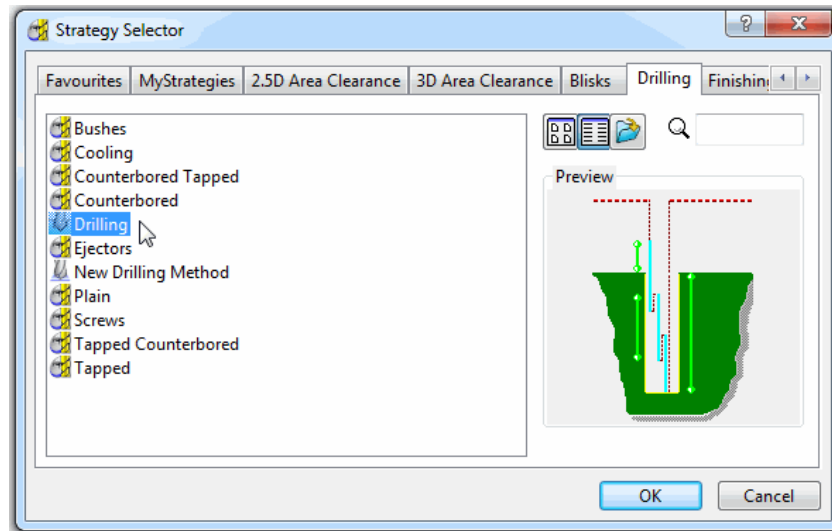 Strategy Selector
Favourites MyStrategies 2.5D Area Clearance 3D Area Clearance Blisks Drilling Finishing
Bushes
Cooling
Counterbored Tapped
Counterbored
Drilling
Ejectors
New Drilling Method
Plain
Screws
Tapped Counterbored
Tapped
Preview
OK Cancel